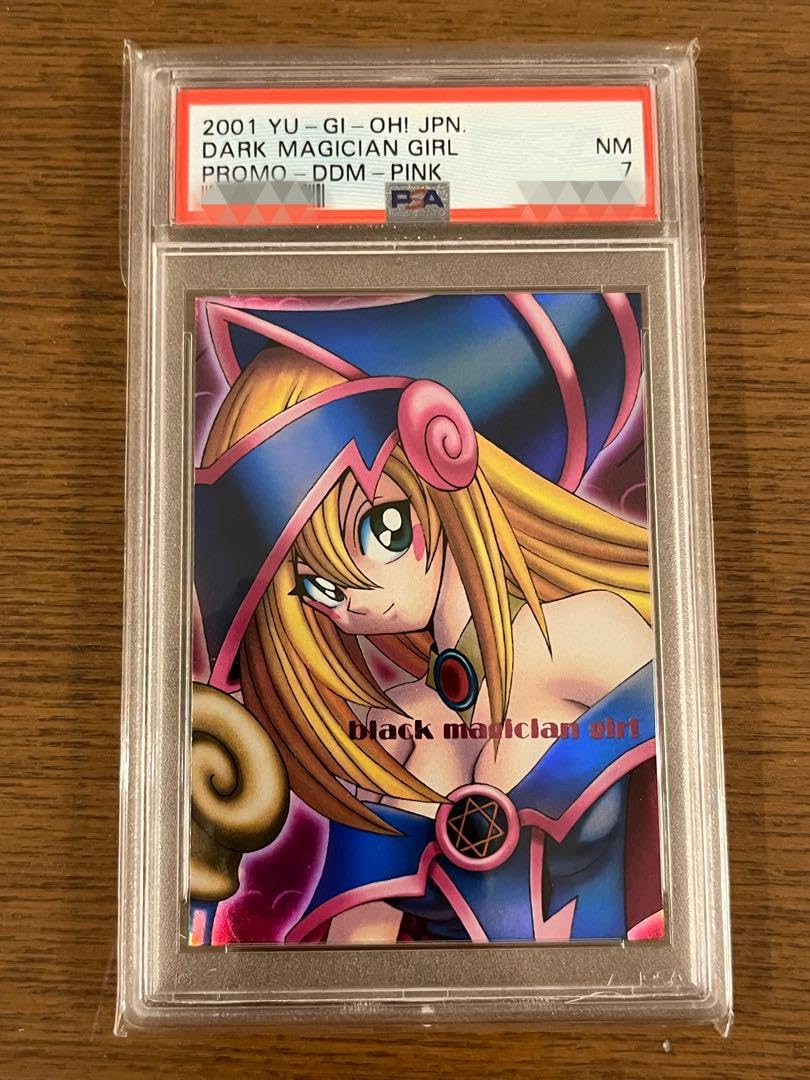 2001 YU-GI-OH! JPN.
DARK MAGICIAN GIRL NM
PROMO-DDM-PINK 7
PSA
black magician girl